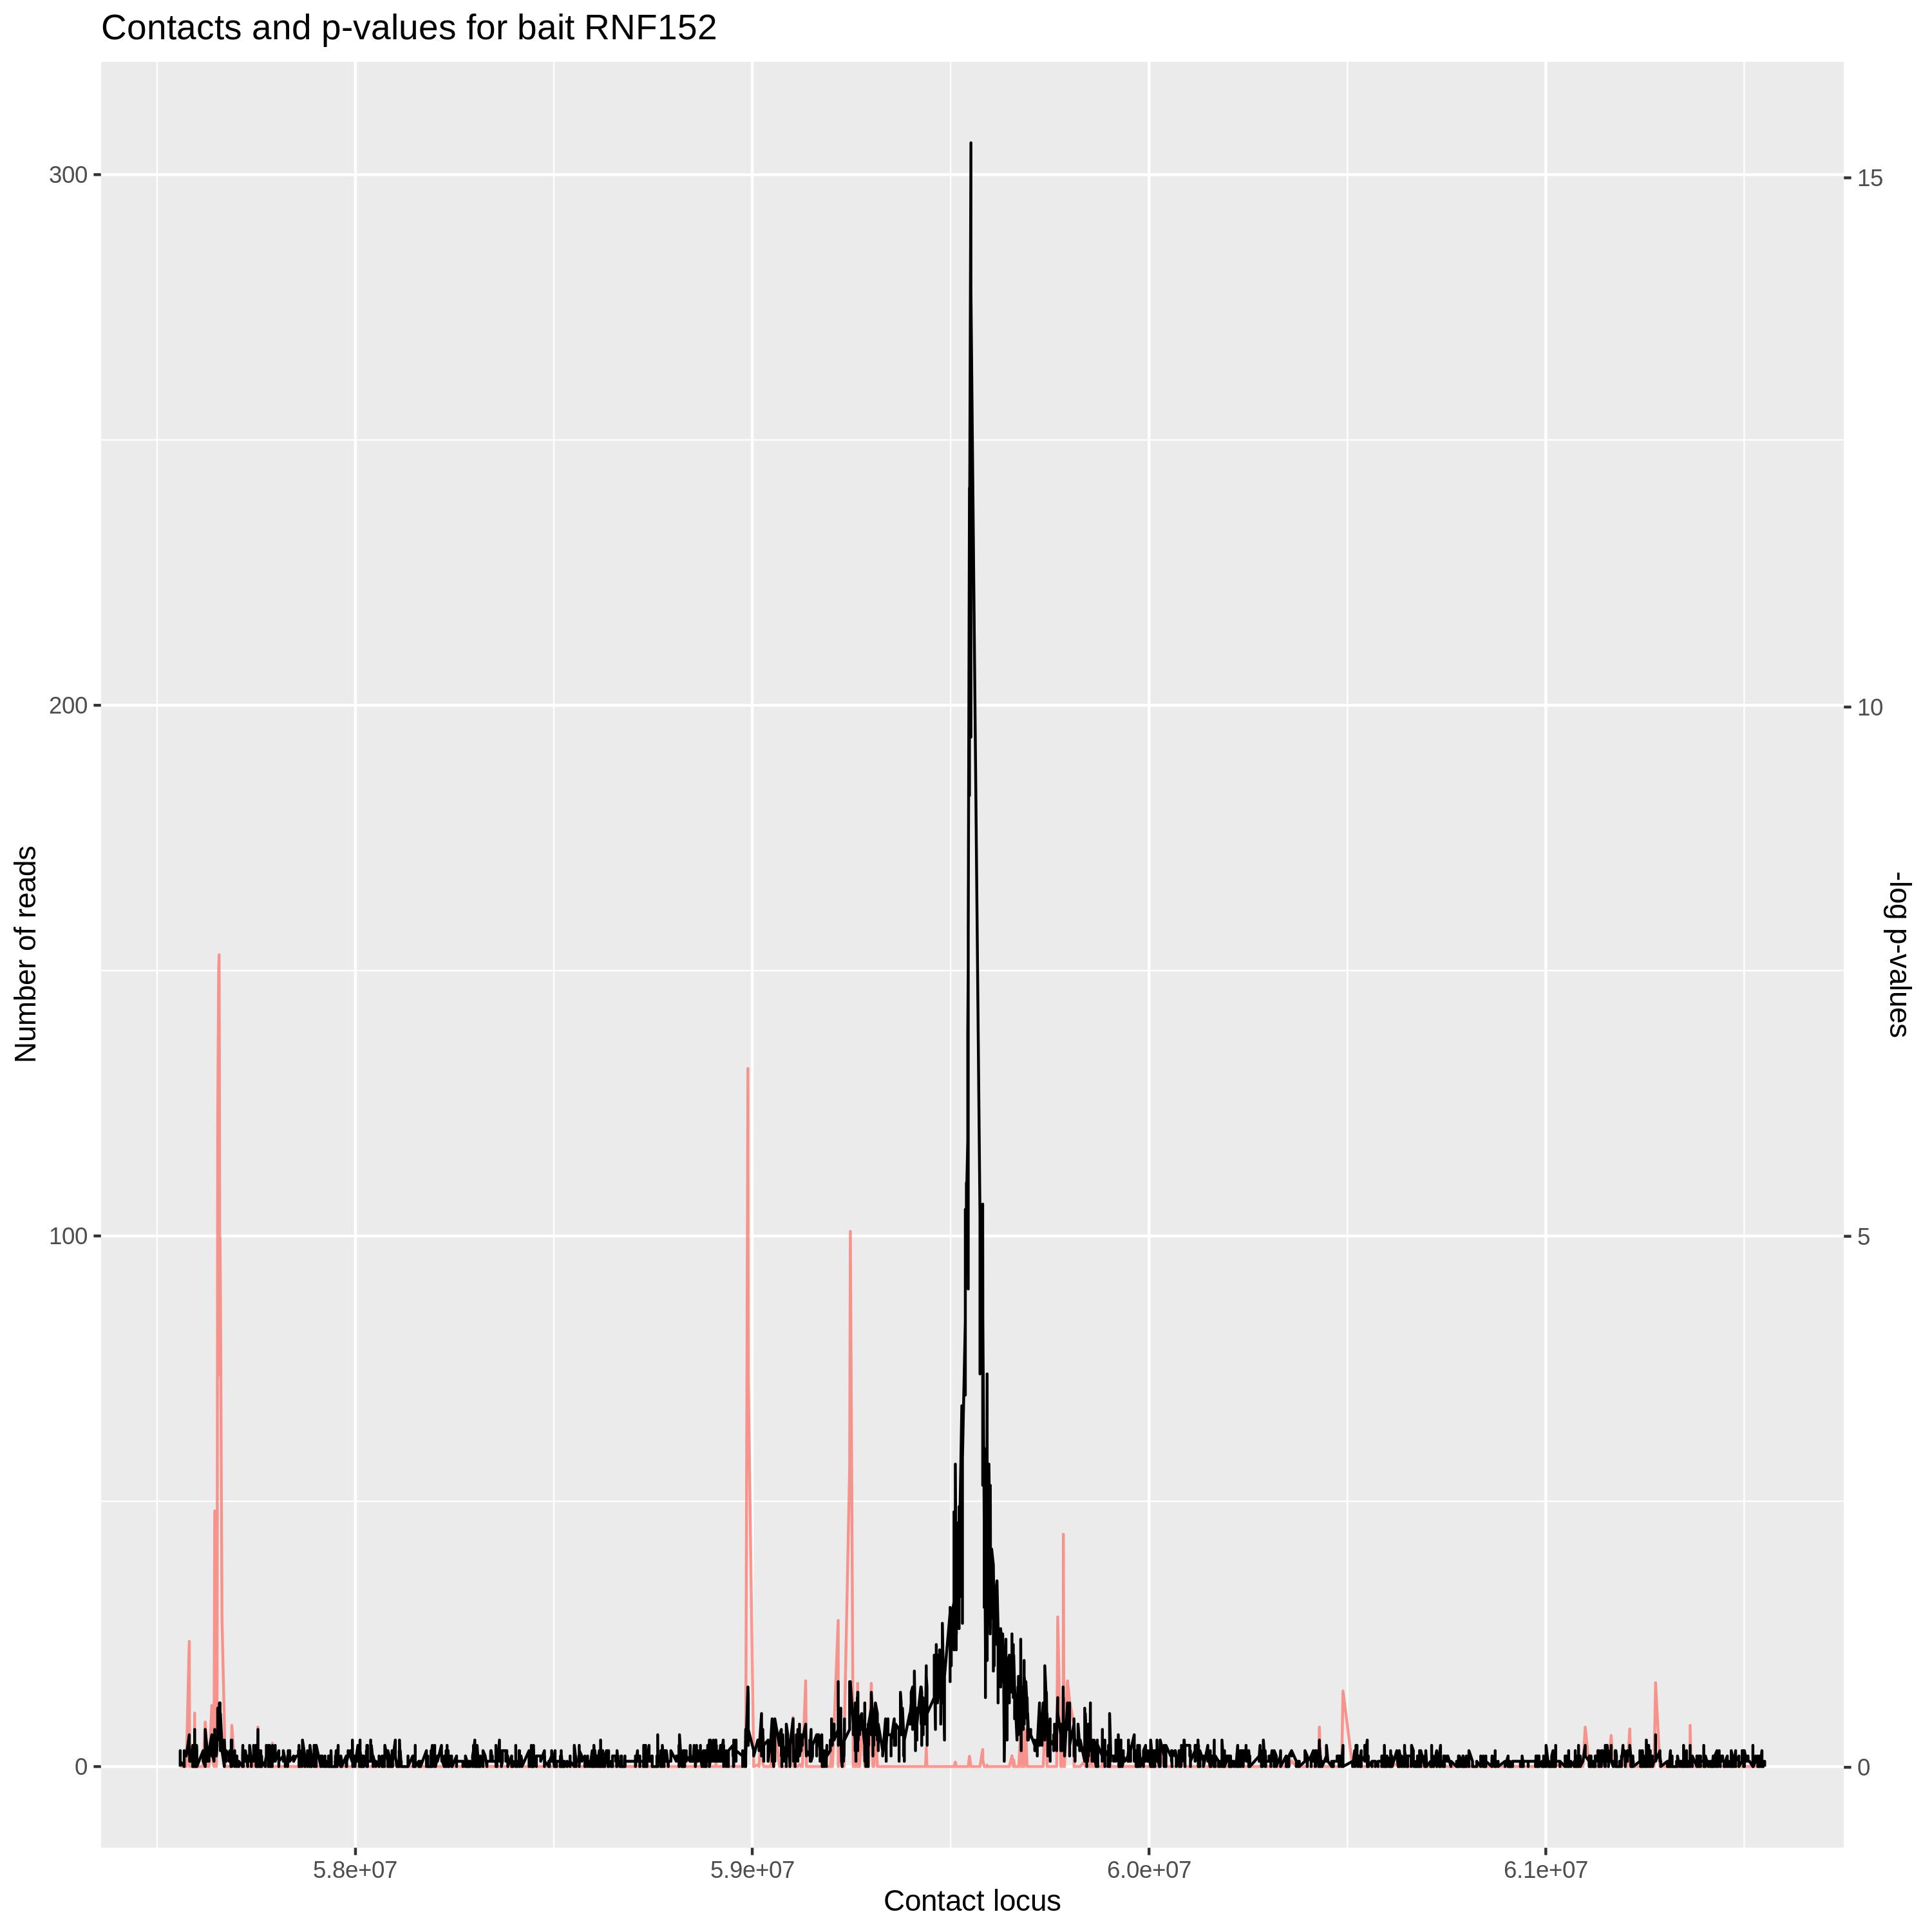 Contacts and p-values for bait RNF152
300
200
100
0
Number of reads
15
10
5
0
-log p-values
5.8e+07 5.9e+07 6.0e+07 6.1e+07
Contact locus